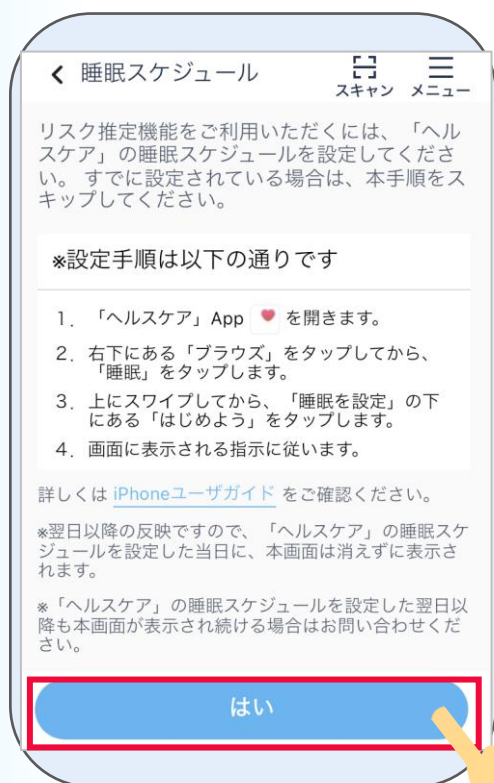 睡眠スケジュール
スキャン メニュー
リスク推定機能をご利用いただくには、「ヘル
スケア」の睡眠スケジュールを設定してくださ
い。 すでに設定されている場合は、本手順をス
キップしてください。
※設定手順は以下の通りです
1. 「ヘルスケア」App を開きます。
2. 右下にある「ブラウズ」をタップしてから、
「睡眠」をタップします。
3. 上にスワイプしてから、「睡眠を設定」の下
にある「はじめよう」をタップします。
4. 画面に表示される指示に従います。
詳しくは iPhoneユーザガイド をご確認ください。
※翌日以降の反映ですので、「ヘルスケア」の睡眠スケ
ジュールを設定した当日に、本画面は消えずに表示さ
れます。
※「ヘルスケア」の睡眠スケジュールを設定した翌日以
降も本画面が表示され続ける場合はお問い合わせくだ
さい。
はい